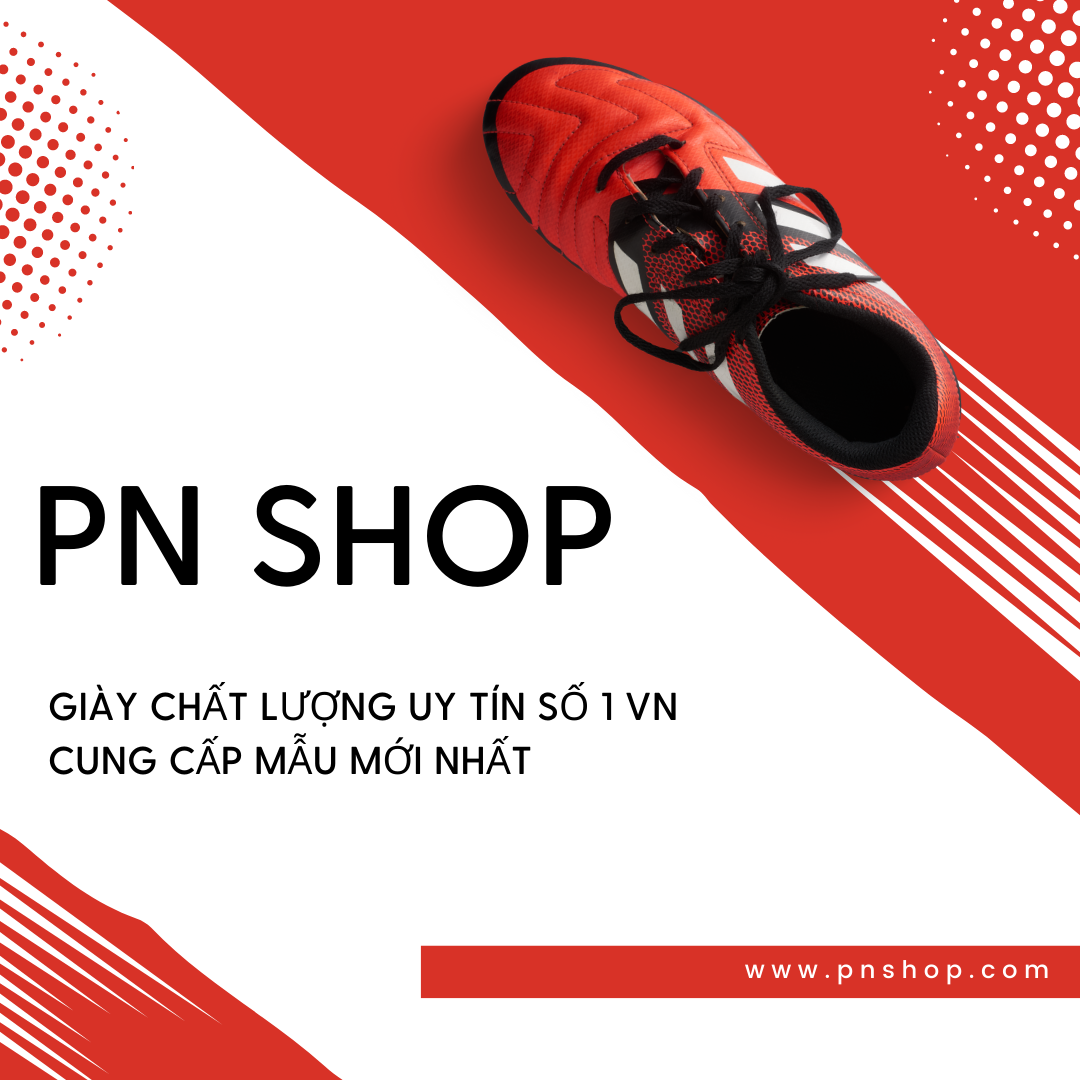 PN SHOP
GIÀY CHẤT LƯỢNG UY TÍN SỐ 1 VN
CUNG CẤP MẪU MỚI NHẤT
www.pnshop.com